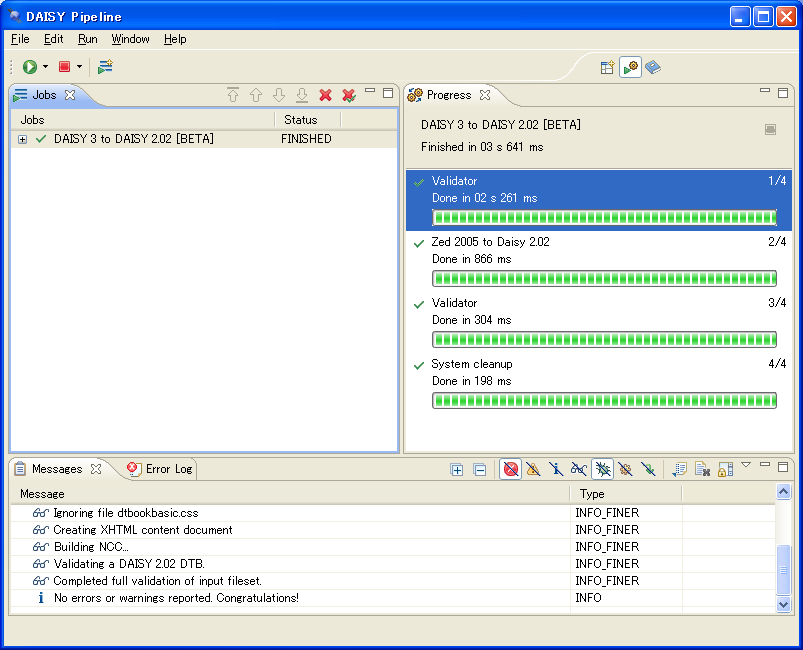 DAISY Pipeline
File Edit Run Window Help
Jobs
Jobs Status
DAISY 3 to DAISY 2.02 [BETA] FINISHED
Progress
DAISY 3 to DAISY 2.02 [BETA]
Finished in 03 s 641 ms
Validator 1/4
Done in 02 s 261 ms
Zed 2005 to Daisy 2.02 2/4
Done in 866 ms
Validator 3/4
Done in 304 ms
System cleanup 4/4
Done in 198 ms
Messages Error Log
Message Type
Ignoring file dtbookbasic.css INFO_FINER
Creating XHTML content document INFO_FINER
Building NCC... INFO_FINER
Validating a DAISY 2.02 DTB. INFO_FINER
Completed full validation of input fileset. INFO_FINER
No errors or warnings reported. Congratulations! INFO